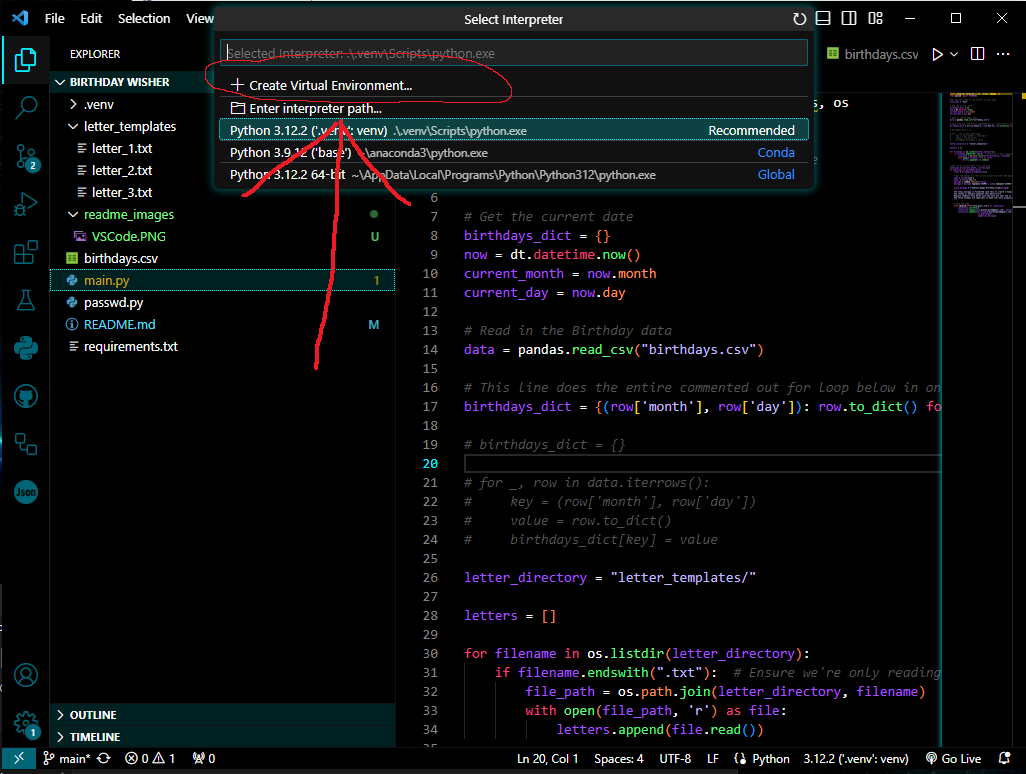 File Edit Selection View
Select Interpreter
Selected Interpreter: .\.venv\Scripts\python.exe
Create Virtual Environment...
Enter interpreter path...
Python 3.12.2 ('.venv': venv) .\.venv\Scripts\python.exe Recommended
Python 3.9.12 ('base') ~\anaconda3\python.exe Conda
Python 3.12.2 64-bit ~\AppData\Local\Programs\Python\Python312\python.exe Global
EXPLORER
BIRTHDAY WISHER
.venv
letter_templates
letter_1.txt
letter_2.txt
letter_3.txt
readme_images
VSCode.PNG U
birthdays.csv
main.py 1
passwd.py
README.md M
requirements.txt
OUTLINE
TIMELINE
2
Json
1
birthdays.csv
, os
6
7 # Get the current date
8 birthdays_dict = {}
9 now = dt.datetime.now()
10 current_month = now.month
11 current_day = now.day
12
13 # Read in the Birthday data
14 data = pandas.read_csv("birthdays.csv")
15
16 # This line does the entire commented out for loop below in on
17 birthdays_dict = {(row['month'], row['day']): row.to_dict() fo
18
19 # birthdays_dict = {}
20
21 # for _, row in data.iterrows():
22 #     key = (row['month'], row['day'])
23 #     value = row.to_dict()
24 #     birthdays_dict[key] = value
25
26 letter_directory = "letter_templates/"
27
28 letters = []
29
30 for filename in os.listdir(letter_directory):
31     if filename.endswith(".txt"):  # Ensure we're only reading
32         file_path = os.path.join(letter_directory, filename)
33         with open(file_path, 'r') as file:
34             letters.append(file.read())
main* 0 1 0 Ln 20, Col 1 Spaces: 4 UTF-8 LF Python 3.12.2 ('.venv': venv) Go Live